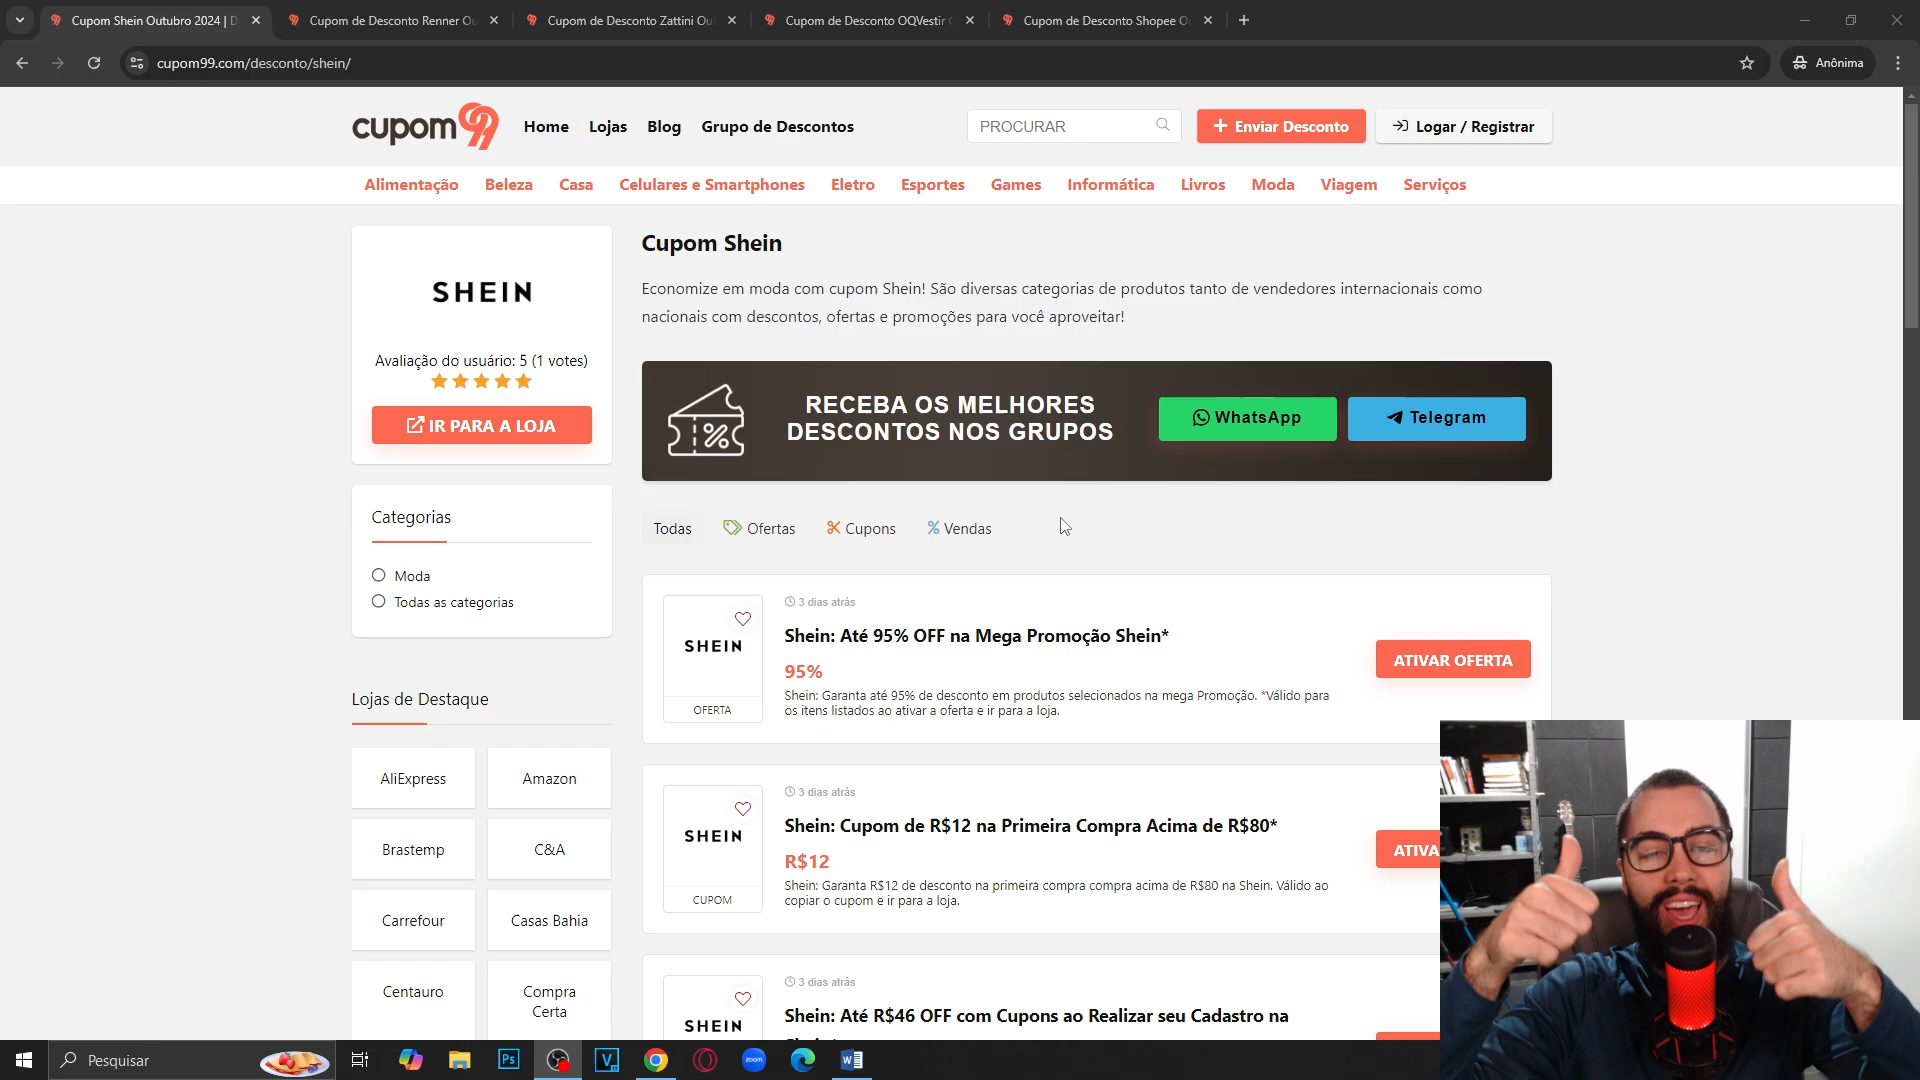 Cupom Shein Outubro 2024 | D
Cupom de Desconto Renner Ou
Cupom de Desconto Zattini Out
Cupom de Desconto OQVestir
Cupom de Desconto Shopee O
cupom99.com/desconto/shein/
Anônima
cupom99
Home
Lojas
Blog
Grupo de Descontos
PROCURAR
Enviar Desconto
Logar / Registrar
Alimentação
Beleza
Casa
Celulares e Smartphones
Eletro
Esportes
Games
Informática
Livros
Moda
Viagem
Serviços
SHEIN
Avaliação do usuário: 5 (1 votes)
IR PARA A LOJA
Categorias
Moda
Todas as categorias
Lojas de Destaque
AliExpress
Amazon
Brastemp
C&A
Carrefour
Casas Bahia
Centauro
Compra
Certa
Cupom Shein
Economize em moda com cupom Shein! São diversas categorias de produtos tanto de vendedores internacionais como
nacionais com descontos, ofertas e promoções para você aproveitar!
RECEBA OS MELHORES
DESCONTOS NOS GRUPOS
WhatsApp
Telegram
Todas
Ofertas
Cupons
Vendas
SHEIN
OFERTA
3 dias atrás
Shein: Até 95% OFF na Mega Promoção Shein*
95%
Shein: Garanta até 95% de desconto em produtos selecionados na mega Promoção. *Válido para
os itens listados ao ativar a oferta e ir para a loja.
ATIVAR OFERTA
SHEIN
CUPOM
3 dias atrás
Shein: Cupom de R$12 na Primeira Compra Acima de R$80*
R$12
Shein: Garanta R$12 de desconto na primeira compra compra acima de R$80 na Shein. Válido ao
copiar o cupom e ir para a loja.
ATIVA
SHEIN
3 dias atrás
Shein: Até R$46 OFF com Cupons ao Realizar seu Cadastro na
Pesquisar
Ps
V
zoom
W